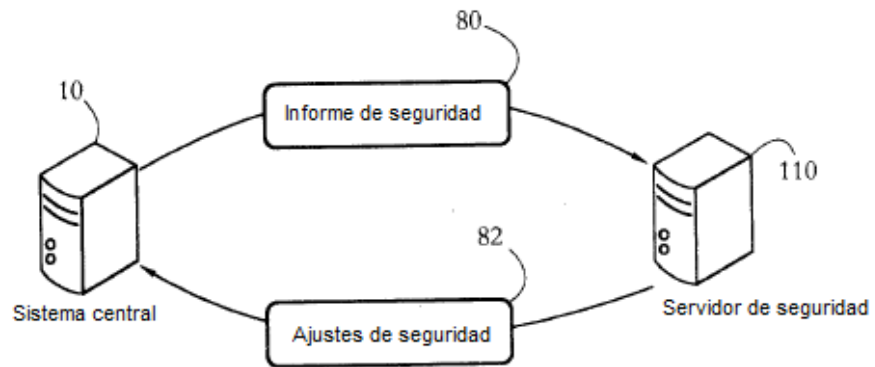 80
10
Informe de seguridad
110
82
Sistema central
Servidor de seguridad
Ajustes de seguridad